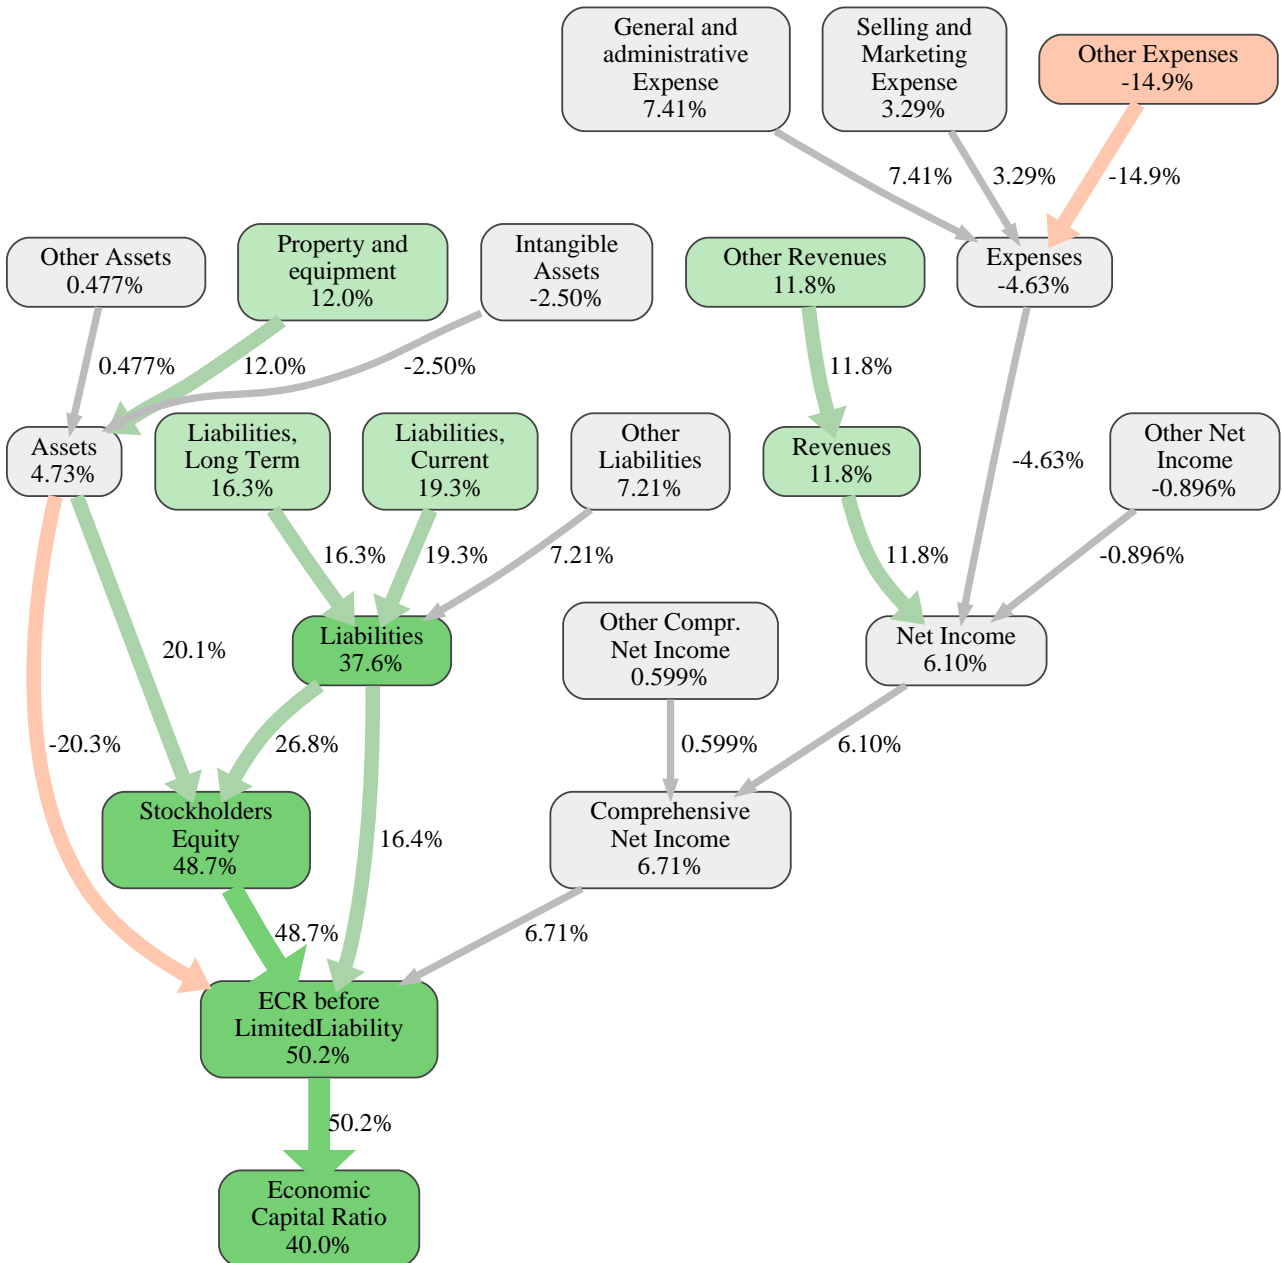 General and
administrative
Expense
7.41%
Selling and
Marketing
Expense
3.29%
Other Expenses
-14.9%
7.41%
3.29%
-14.9%
Other Assets
0.477%
Property and
equipment
12.0%
Intangible
Assets
-2.50%
Other Revenues
11.8%
Expenses
-4.63%
0.477%
12.0%
-2.50%
11.8%
Assets
4.73%
Liabilities,
Long Term
16.3%
Liabilities,
Current
19.3%
Other
Liabilities
7.21%
Revenues
11.8%
-4.63%
Other Net
Income
-0.896%
16.3%
19.3%
7.21%
11.8%
-0.896%
20.1%
Liabilities
37.6%
Other Compr.
Net Income
0.599%
Net Income
6.10%
-20.3%
26.8%
0.599%
6.10%
Stockholders
Equity
48.7%
16.4%
Comprehensive
Net Income
6.71%
48.7%
6.71%
ECR before
LimitedLiability
50.2%
50.2%
Economic
Capital Ratio
40.0%